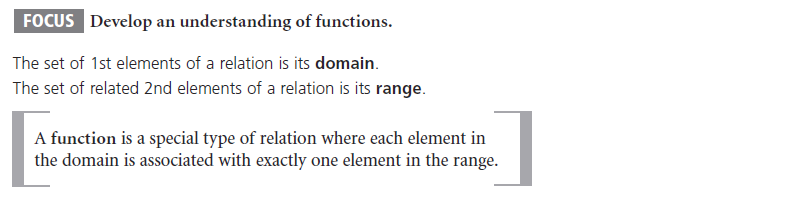 FOCUS Develop an understanding of functions.
The set of 1st elements of a relation is its domain.
The set of related 2nd elements of a relation is its range.
A function is a special type of relation where each element in
the domain is associated with exactly one element in the range.